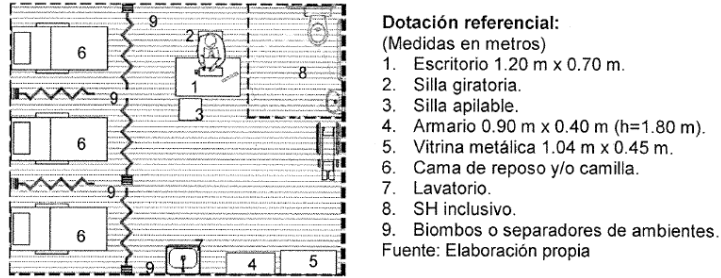 9
2
6
8
1
9
3
6
9
6
7
9
4
5
Dotación referencial:
(Medidas en metros)
1. Escritorio 1.20 m x 0.70 m.
2. Silla giratoria.
3. Silla apilable.
4. Armario 0.90 m x 0.40 m (h=1.80 m).
5. Vitrina metálica 1.04 m x 0.45 m.
6. Cama de reposo y/o camilla.
7. Lavatorio.
8. SH inclusivo.
9. Biombos o separadores de ambientes.
Fuente: Elaboración propia